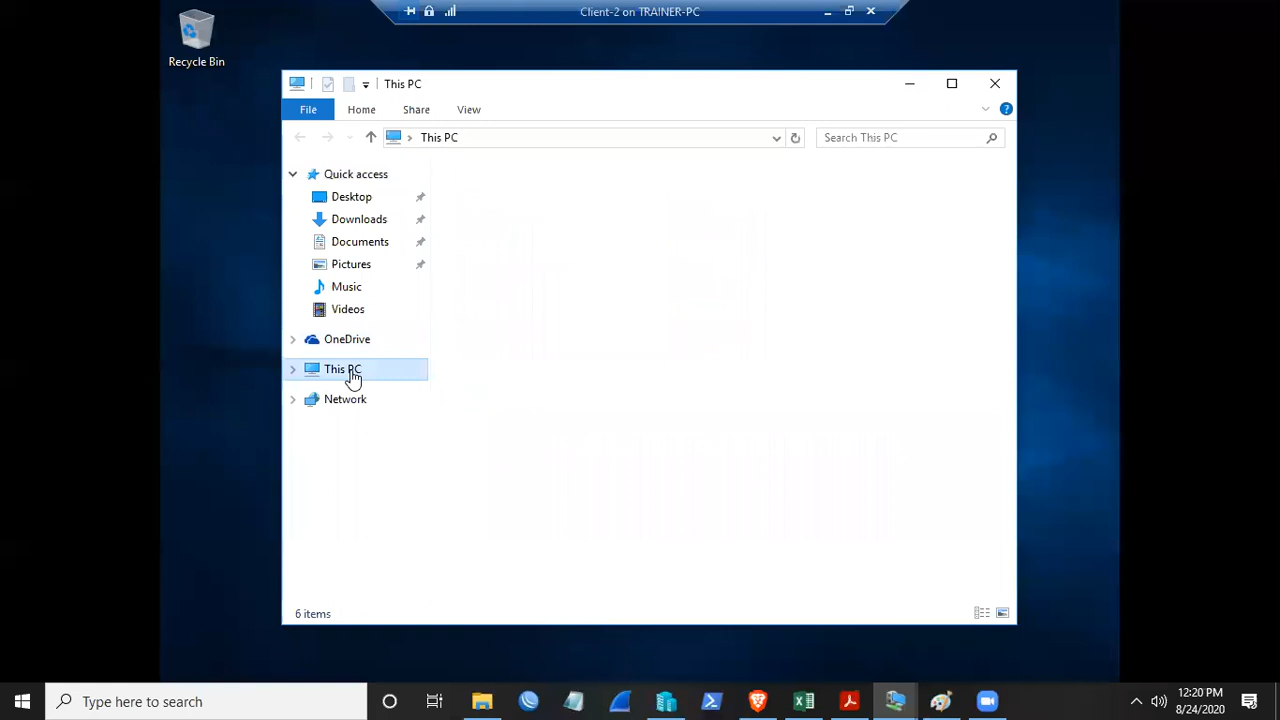 Client-2 on TRAINER-PC
Recycle Bin
This PC
File Home Share View
This PC
Search This PC
Quick access
Desktop
Downloads
Documents
Pictures
Music
Videos
OneDrive
This PC
Network
6 items
Type here to search
12:20 PM
8/24/2020